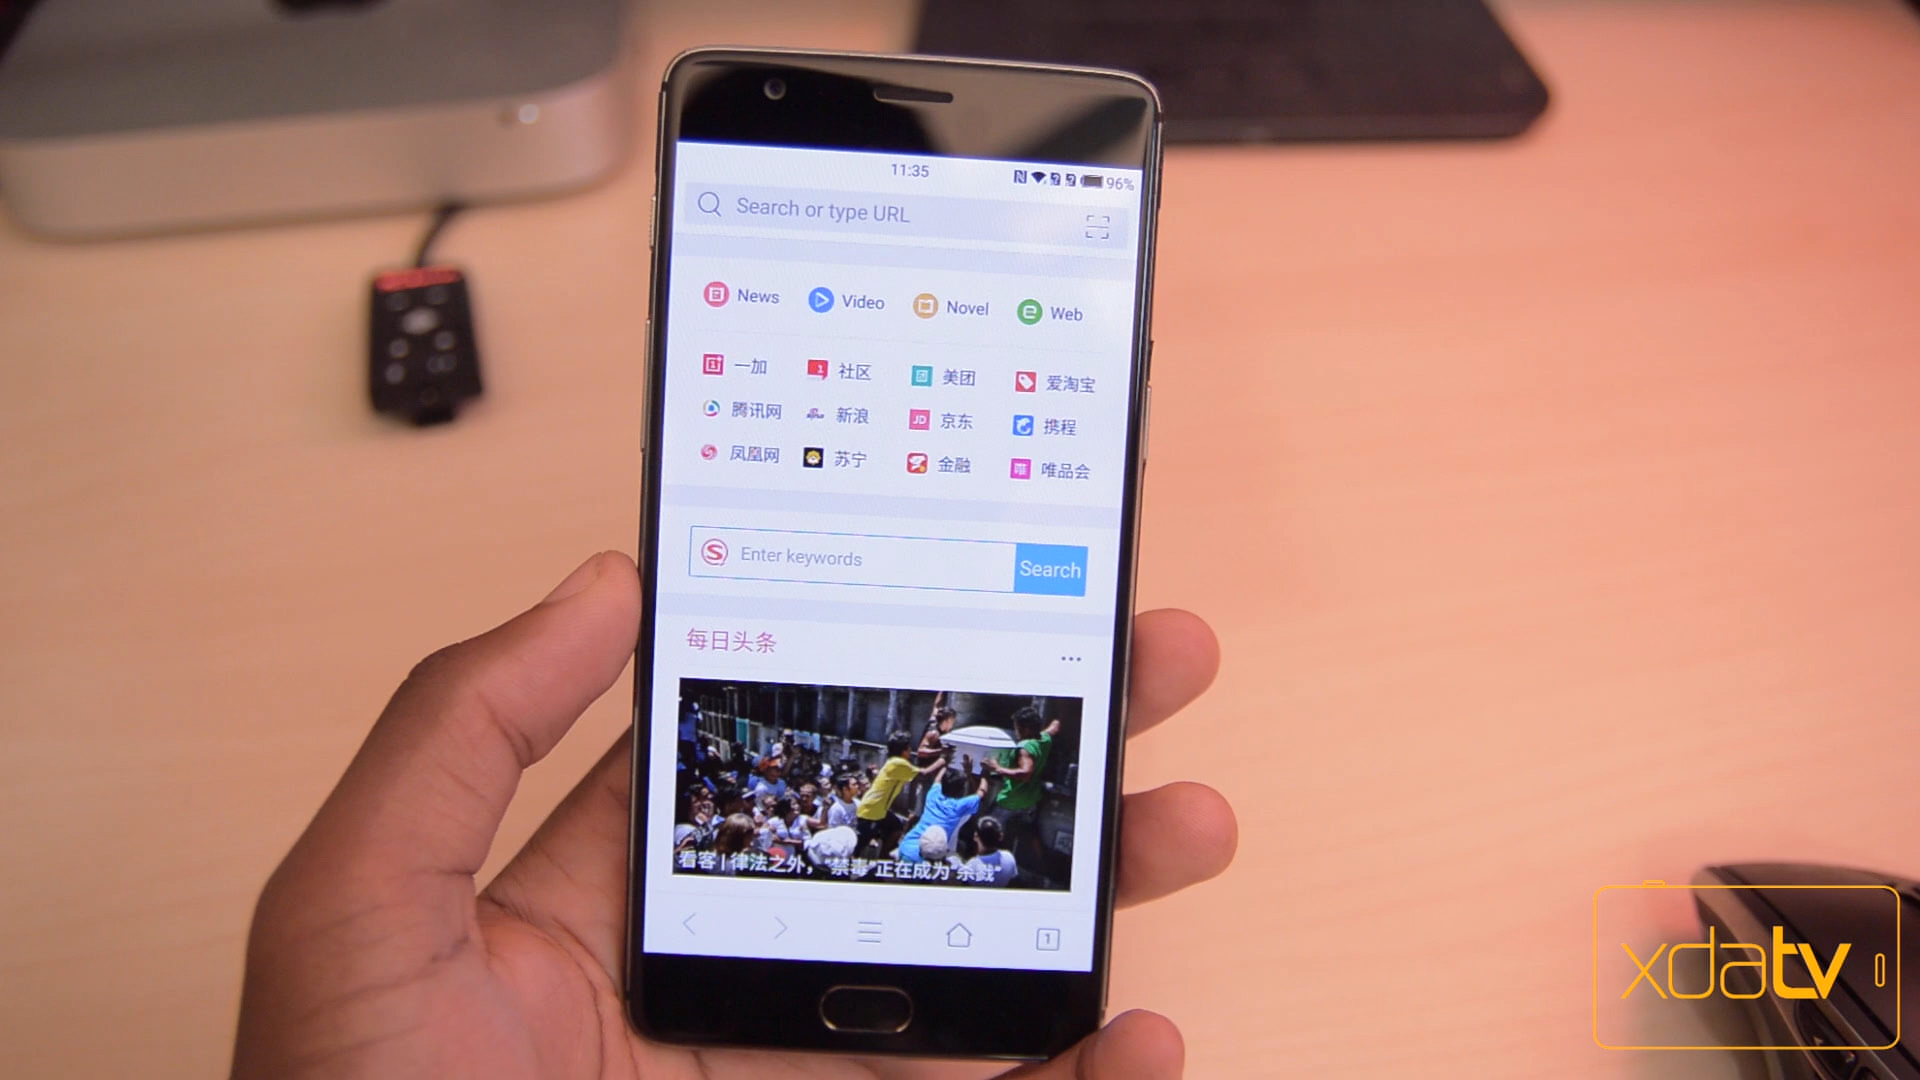 11:35 96%
Search or type URL
News Video Novel Web
一加 社区 美团 爱淘宝
腾讯网 新浪 JD 京东 携程
凤凰网 苏宁 金融 唯 唯品会
S Enter keywords Search
每日头条
看客 | 律法之外，“禁毒”正在成为“杀戮”
1
xdatv